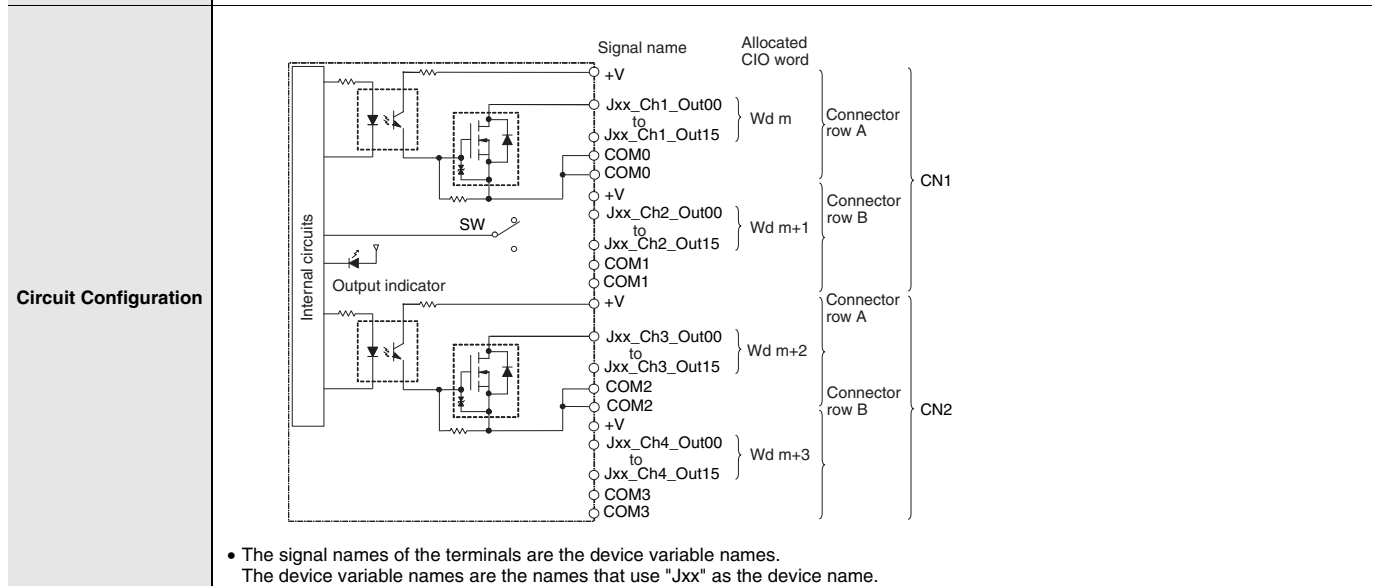 Circuit Configuration
Signal name
Allocated
CIO word
+V
Jxx_Ch1_Out00
to
Jxx_Ch1_Out15
Wd m
Connector
row A
COM0
COM0
CN1
+V
Connector
row B
Jxx_Ch2_Out00
to
Jxx_Ch2_Out15
Wd m+1
SW
COM1
COM1
Internal circuits
Output indicator
+V
Connector
row A
Jxx_Ch3_Out00
to
Jxx_Ch3_Out15
Wd m+2
COM2
COM2
Connector
row B
CN2
+V
Jxx_Ch4_Out00
to
Jxx_Ch4_Out15
Wd m+3
COM3
COM3
• The signal names of the terminals are the device variable names.
The device variable names are the names that use "Jxx" as the device name.